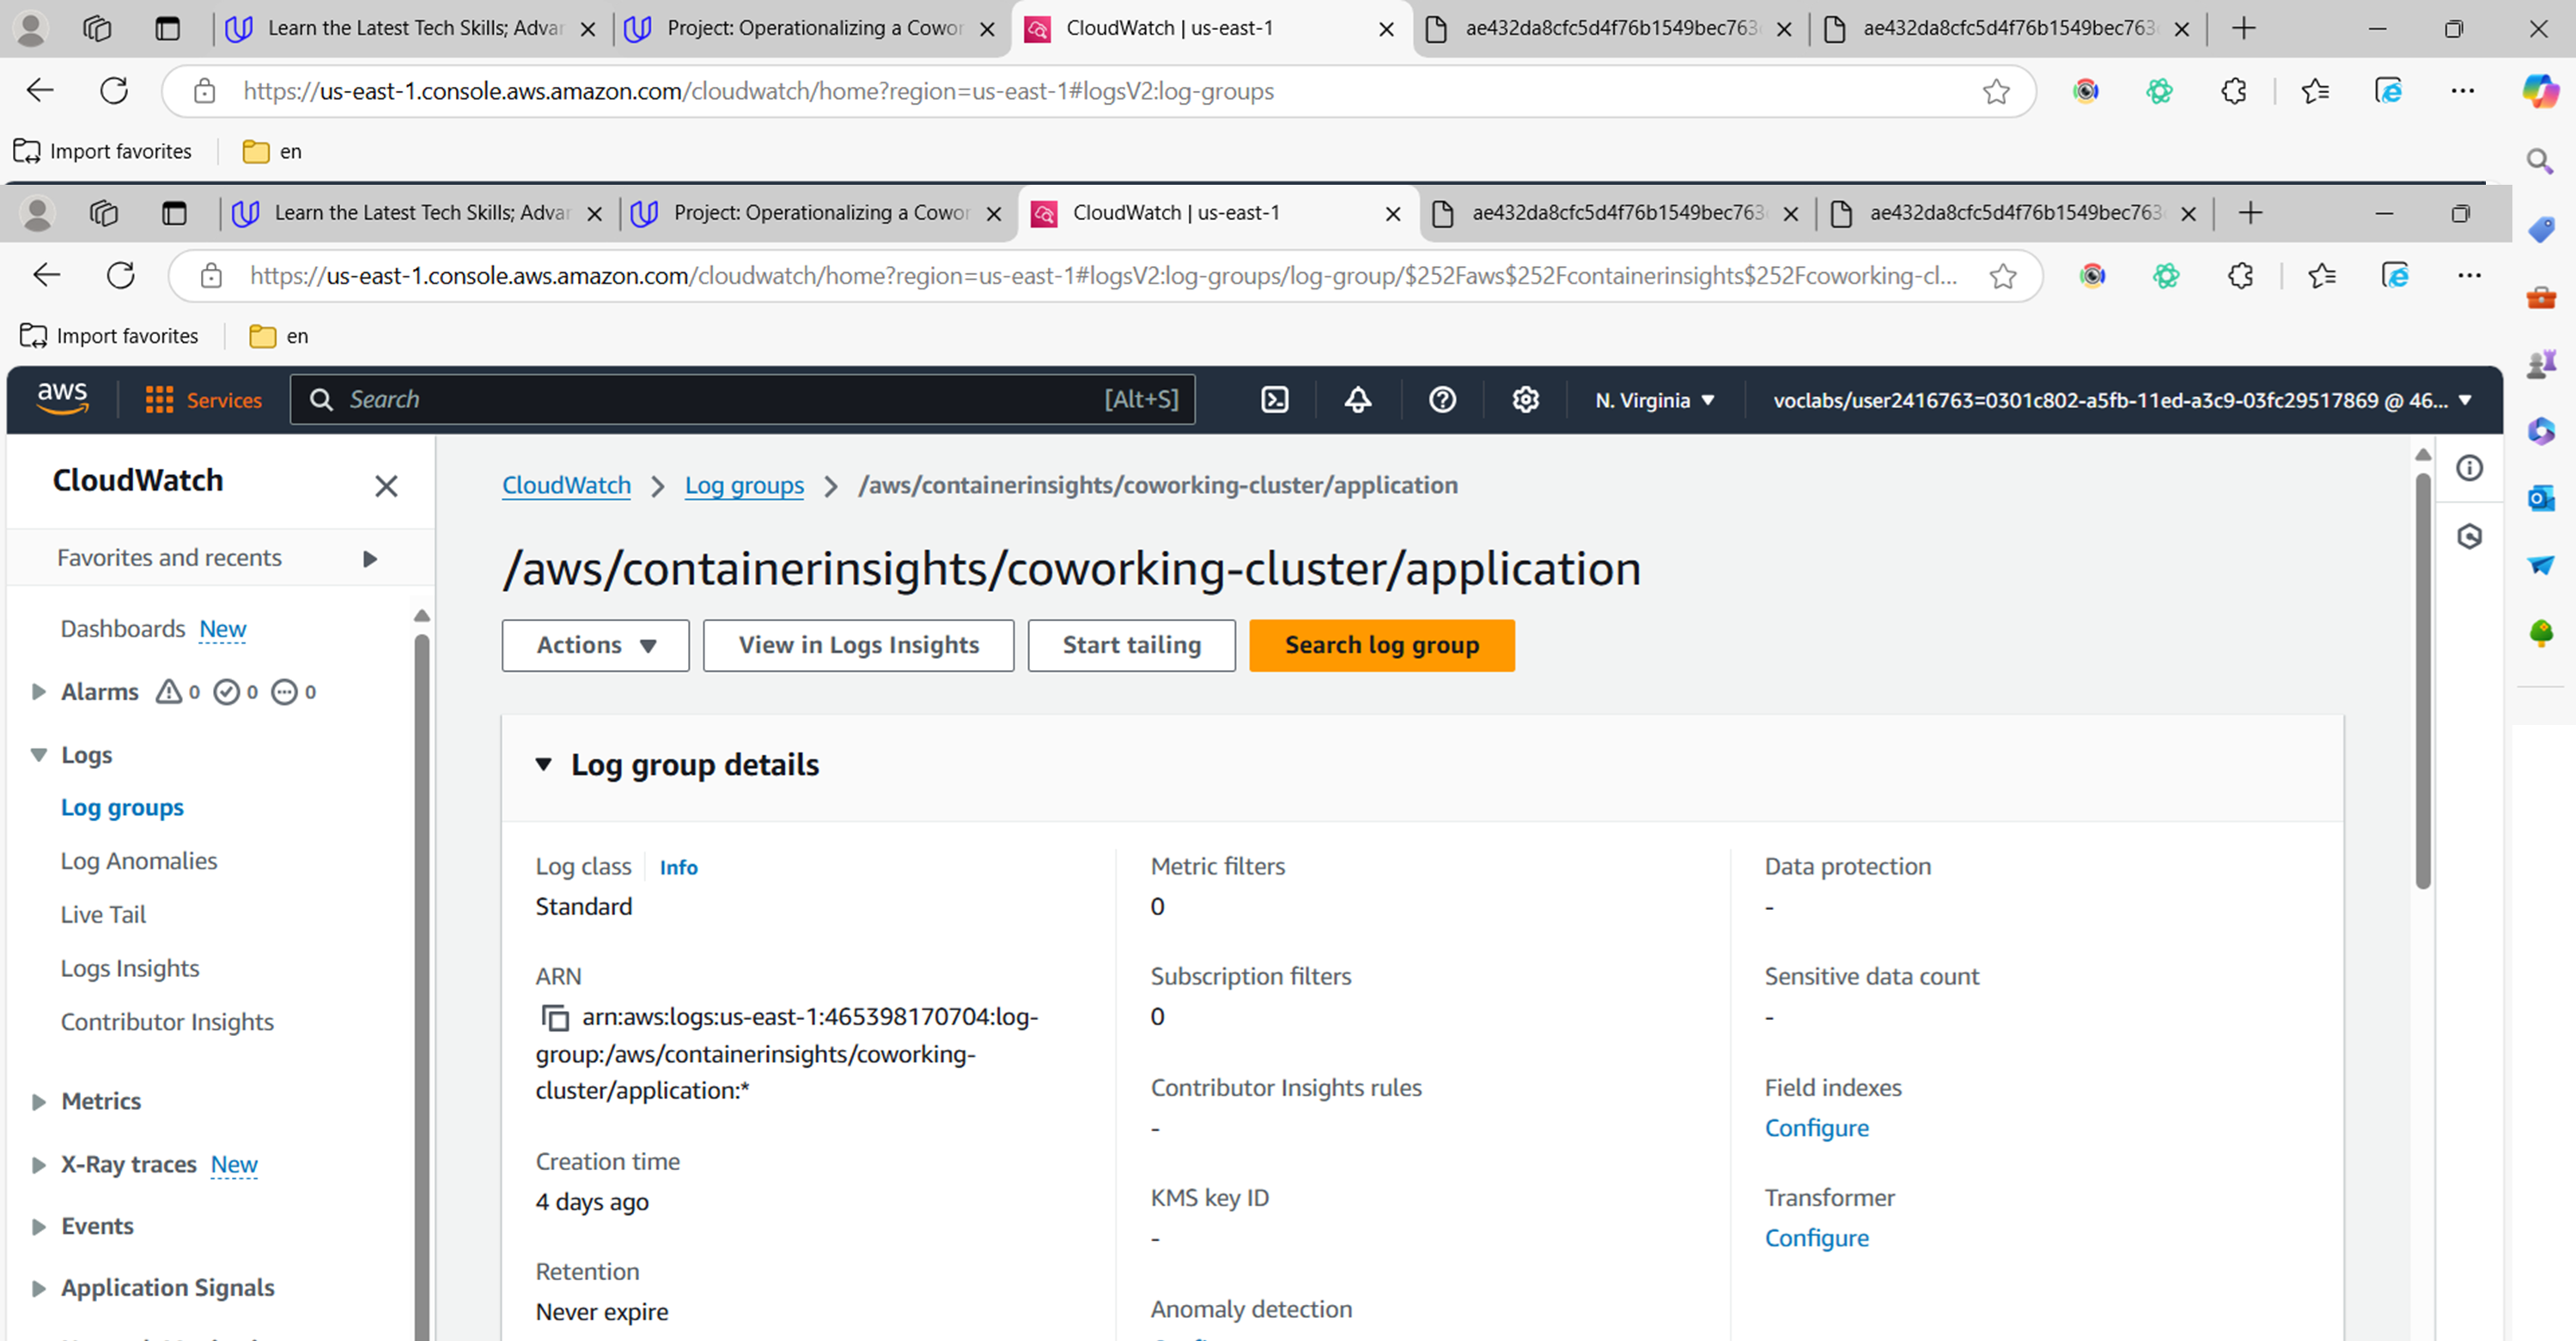 Learn the Latest Tech Skills; Advar
Project: Operationalizing a Cowor
CloudWatch | us-east-1
ae432da8cfc5d4f76b1549bec763
ae432da8cfc5d4f76b1549bec763
https://us-east-1.console.aws.amazon.com/cloudwatch/home?region=us-east-1#logsV2:log-groups
Import favorites
en
Learn the Latest Tech Skills; Advar
Project: Operationalizing a Cowor
CloudWatch | us-east-1
ae432da8cfc5d4f76b1549bec763
ae432da8cfc5d4f76b1549bec763
https://us-east-1.console.aws.amazon.com/cloudwatch/home?region=us-east-1#logsV2:log-groups/log-group/$252Faws$252Fcontainerinsights$252Fcoworking-cl...
Import favorites
en
aws
Services
Search
[Alt+S]
N. Virginia
voclabs/user2416763=0301c802-a5fb-11ed-a3c9-03fc29517869 @ 46...
CloudWatch
Favorites and recents
Dashboards New
Alarms 0 0 0
Logs
Log groups
Log Anomalies
Live Tail
Logs Insights
Contributor Insights
Metrics
X-Ray traces New
Events
Application Signals
CloudWatch
Log groups
/aws/containerinsights/coworking-cluster/application
/aws/containerinsights/coworking-cluster/application
Actions
View in Logs Insights
Start tailing
Search log group
Log group details
Log class
Info
Standard
ARN
arn:aws:logs:us-east-1:465398170704:log-
group:/aws/containerinsights/coworking-
cluster/application:*
Creation time
4 days ago
Retention
Never expire
Metric filters
0
Subscription filters
0
Contributor Insights rules
-
KMS key ID
-
Anomaly detection
Data protection
-
Sensitive data count
-
Field indexes
Configure
Transformer
Configure